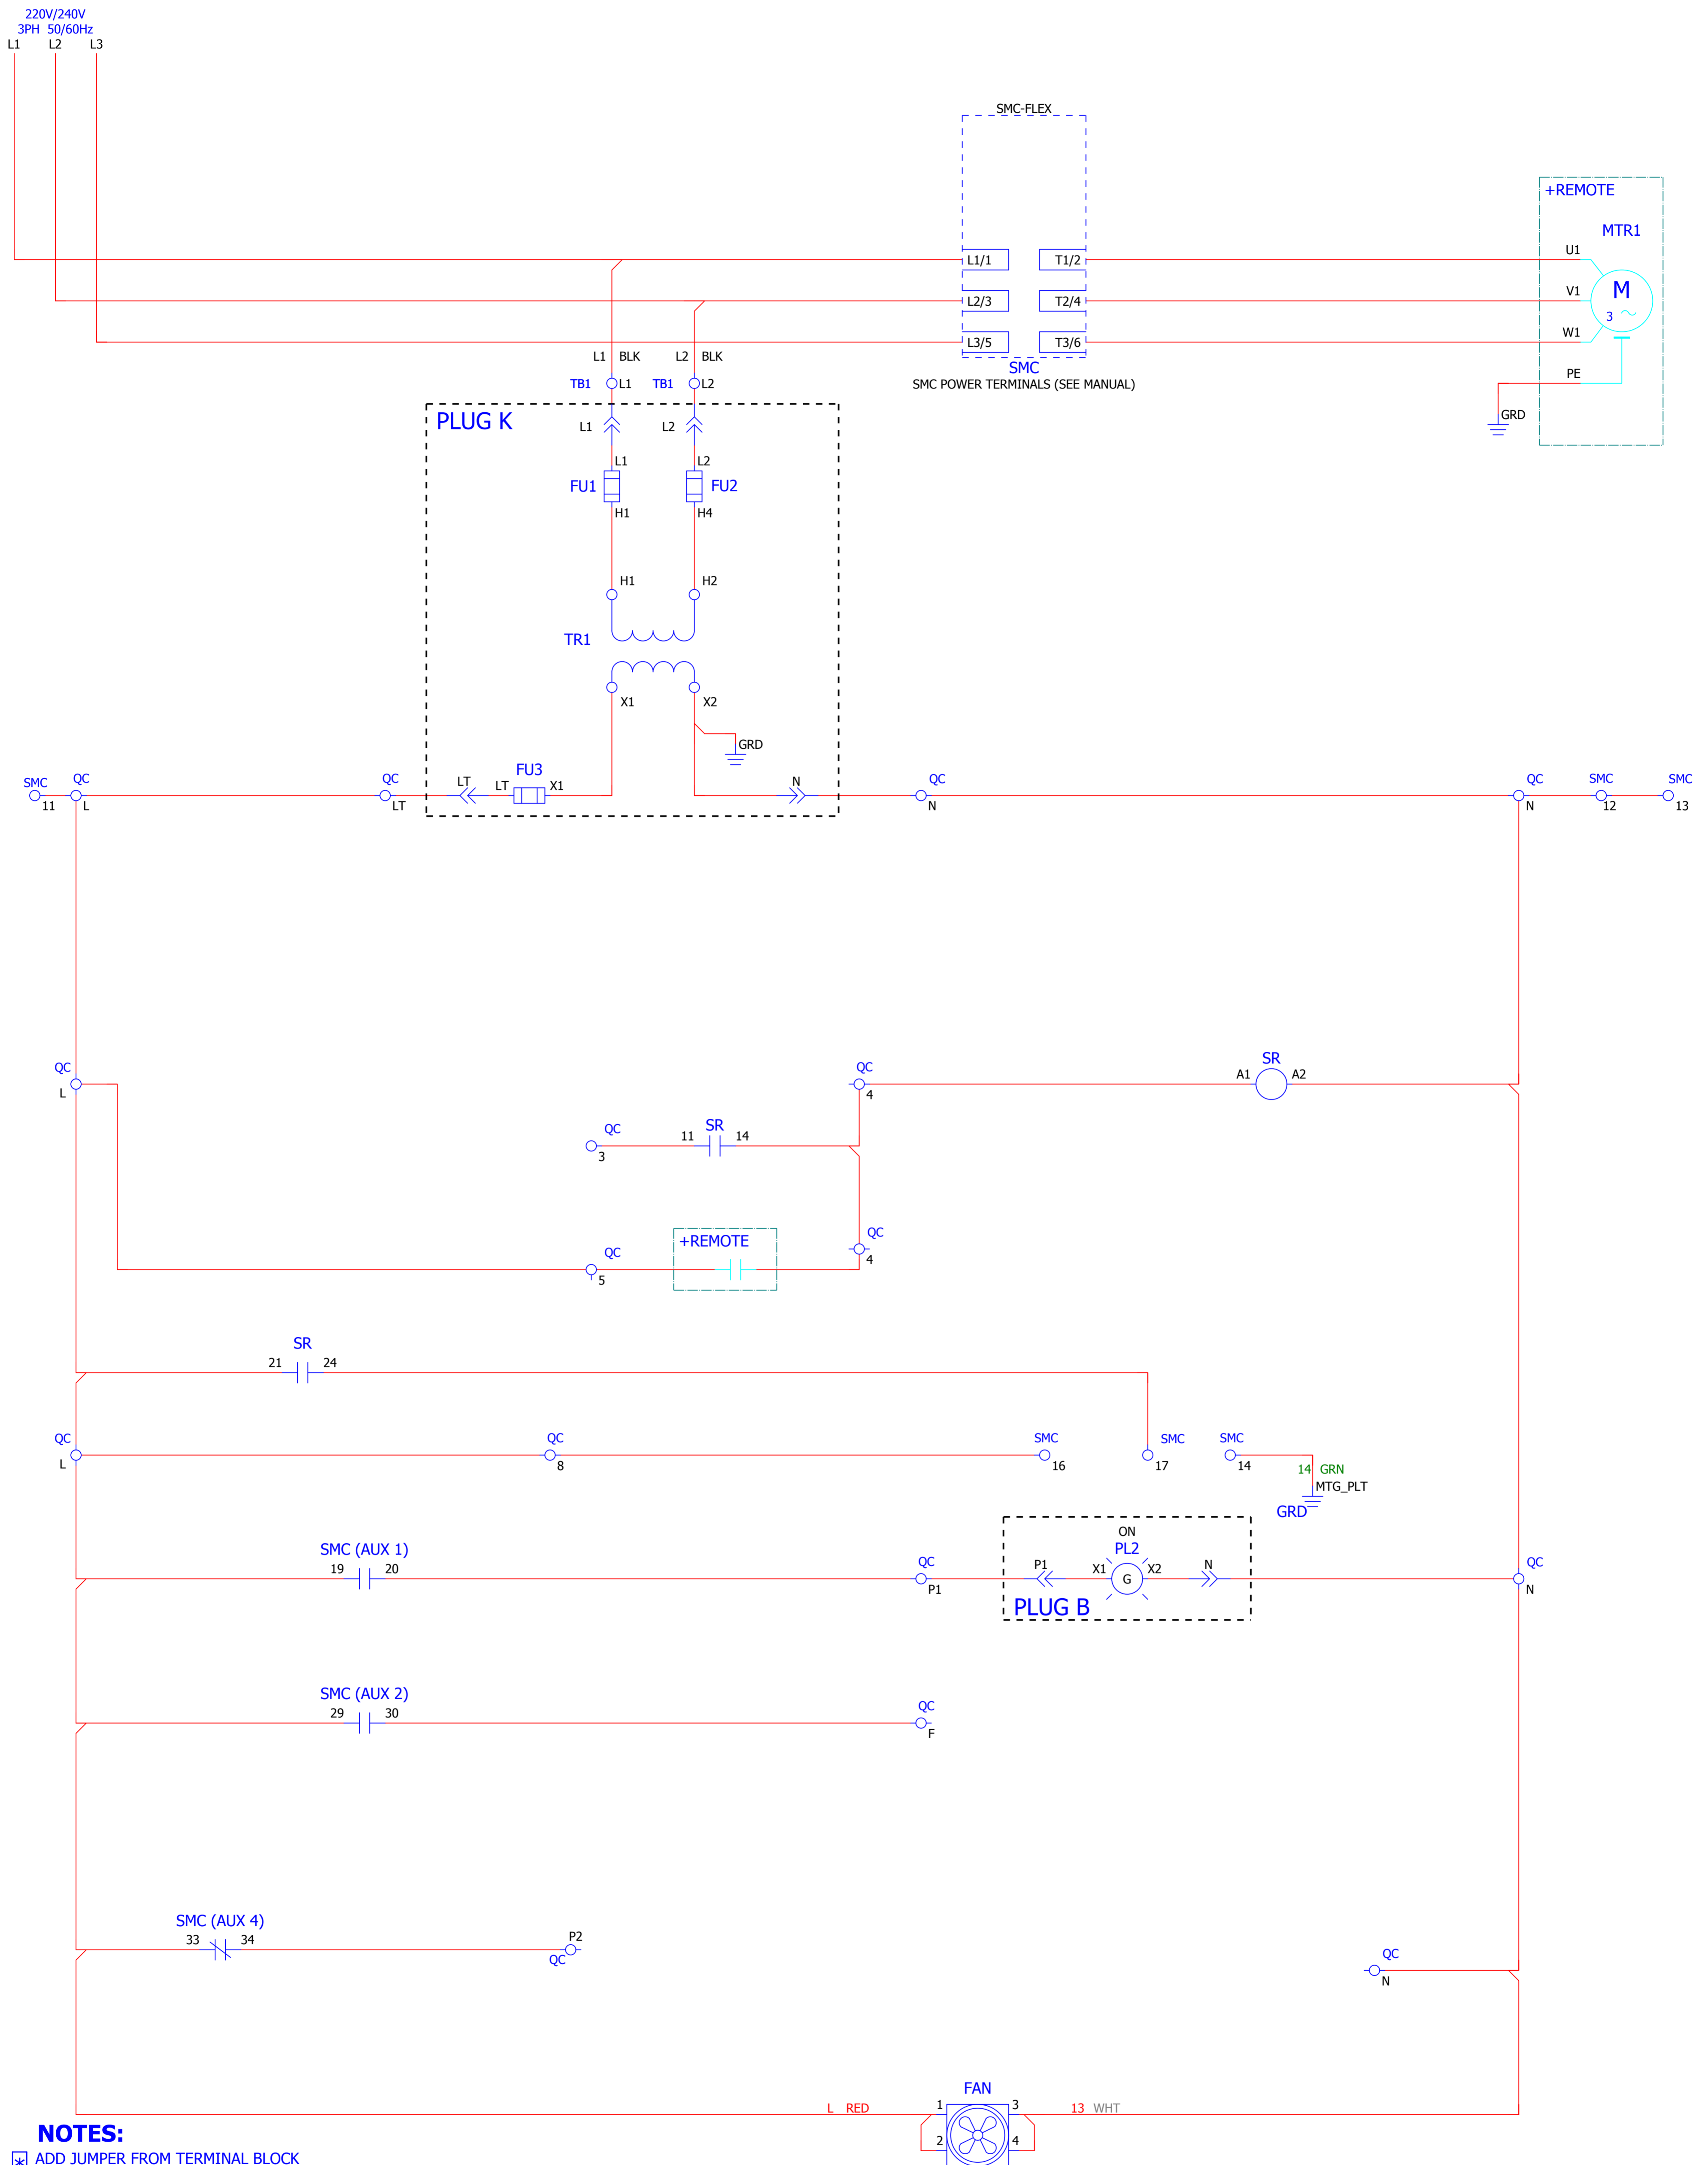 220V/240V
3PH 50/60Hz
L1 L2 L3
SMC-FLEX
+REMOTE
MTR1
U1
L1/1 T1/2
M
V1
L2/3 T2/4
3
W1
L3/5 T3/6
L1 BLK L2 BLK
SMC
PE
TB1 L1 TB1 L2
SMC POWER TERMINALS (SEE MANUAL)
GRD
PLUG K
L1 L2
L1 L2
FU1 FU2
H1 H4
H1 H2
TR1
X1 X2
GRD
FU3
SMC QC QC LT LT X1 N QC QC SMC SMC
11 L LT N N 12 13
QC QC SR
L 4 A1 A2
QC SR
3 11 14
QC
4
+REMOTE
QC
5
SR
21 24
QC QC SMC SMC SMC
L 8 16 17 14
14 GRN
MTG_PLT
GRD
ON
SMC (AUX 1) PL2
19 20 QC P1 X1 X2 N QC
P1 G N
PLUG B
SMC (AUX 2)
29 30 QC
F
SMC (AUX 4)
33 34 P2
QC
QC
N
FAN
L RED 1 3 13 WHT
2 4
NOTES:
* ADD JUMPER FROM TERMINAL BLOCK